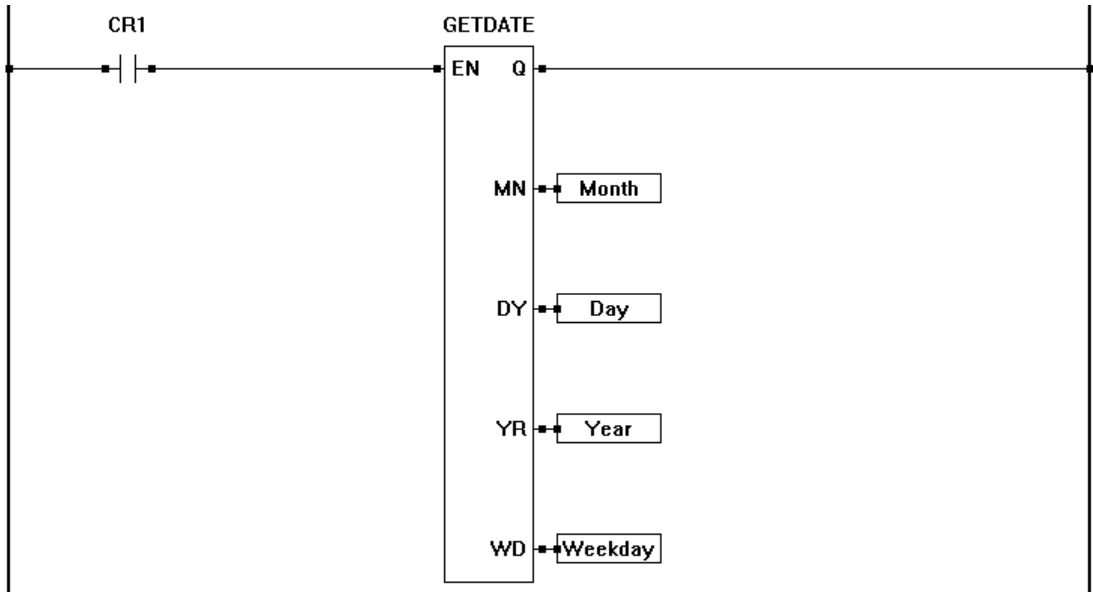 CR1 GETDATE
EN Q
MN Month
DY Day
YR Year
WD Weekday